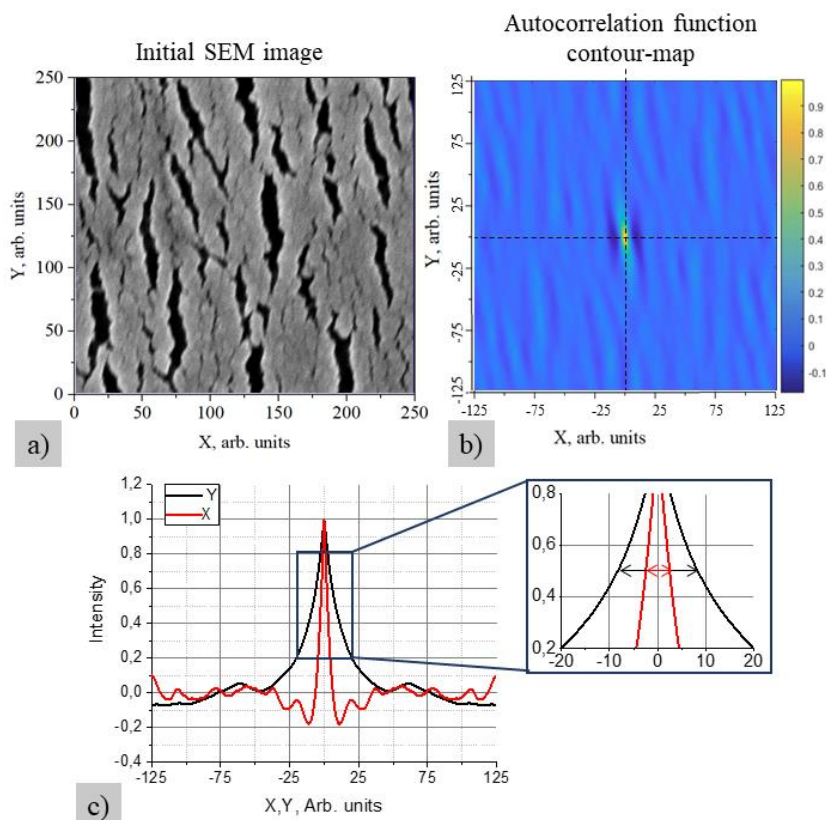 Initial SEM image
250
200
150
100
50
0
0 50 100 150 200 250
Y, arb. units
X, arb. units
a)
Autocorrelation function
contour-map
125
75
25
-25
-75
-125
-125 -75 -25 25 75 125
Y, arb. units
X, arb. units
0.9
0.8
0.7
0.6
0.5
0.4
0.3
0.2
0.1
0
-0.1
b)
1,2
1,0
0,8
0,6
0,4
0,2
0,0
-0,2
-0,4
-125 -75 -25 25 75 125
Intensity
X,Y, Arb. units
Y
X
c)
0,8
0,6
0,4
0,2
-20 -10 0 10 20